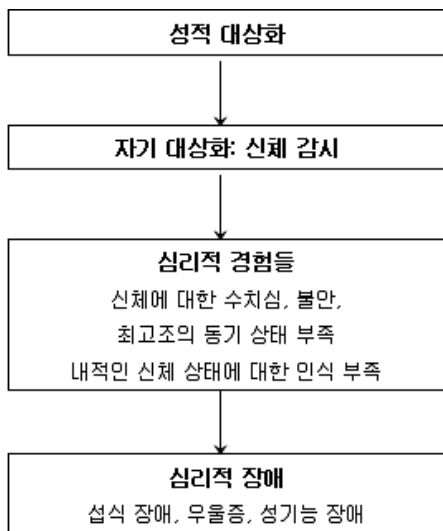 성적 대상화
자기 대상화: 신체 감시
심리적 경험들
신체에 대한 수치심, 불만,
최고조의 동기 상태 부족
내적인 신체 상태에 대한 인식 부족
심리적 장애
섭식 장애, 우울증, 성기능 장애